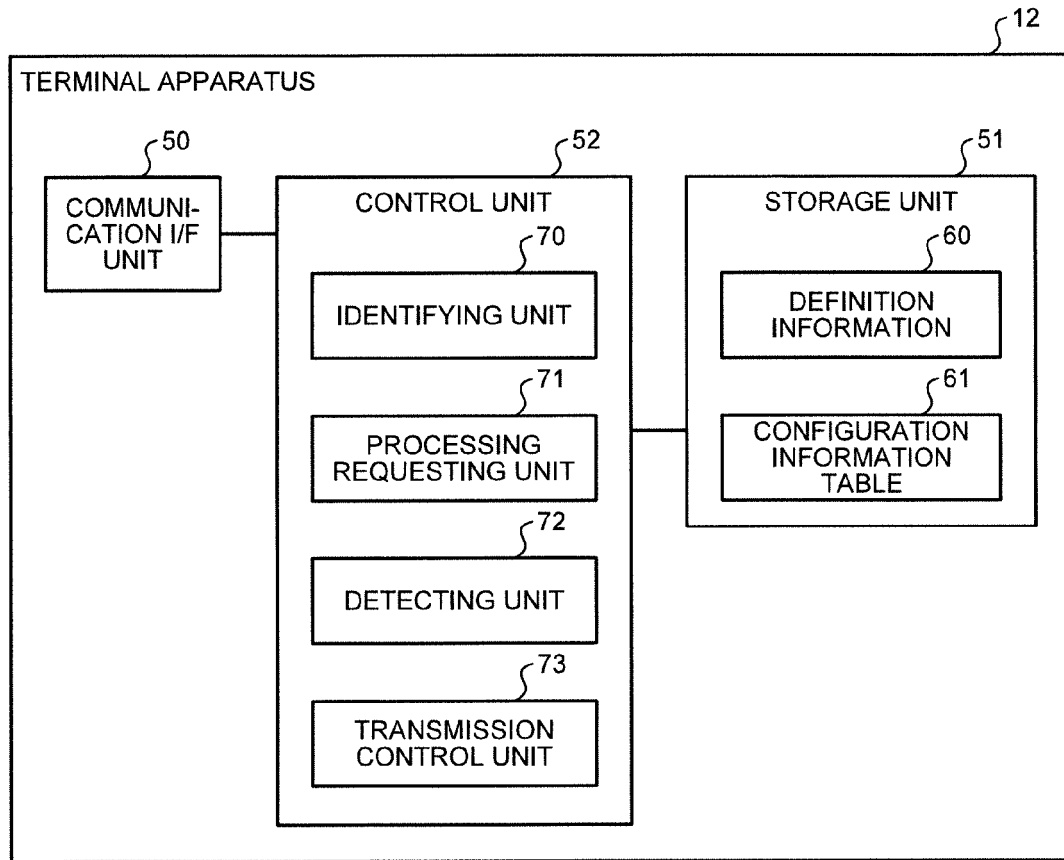 12
TERMINAL APPARATUS
50
COMMUNI-
CATION I/F
UNIT
52
CONTROL UNIT
70
IDENTIFYING UNIT
71
PROCESSING
REQUESTING UNIT
72
DETECTING UNIT
73
TRANSMISSION
CONTROL UNIT
51
STORAGE UNIT
60
DEFINITION
INFORMATION
61
CONFIGURATION
INFORMATION
TABLE